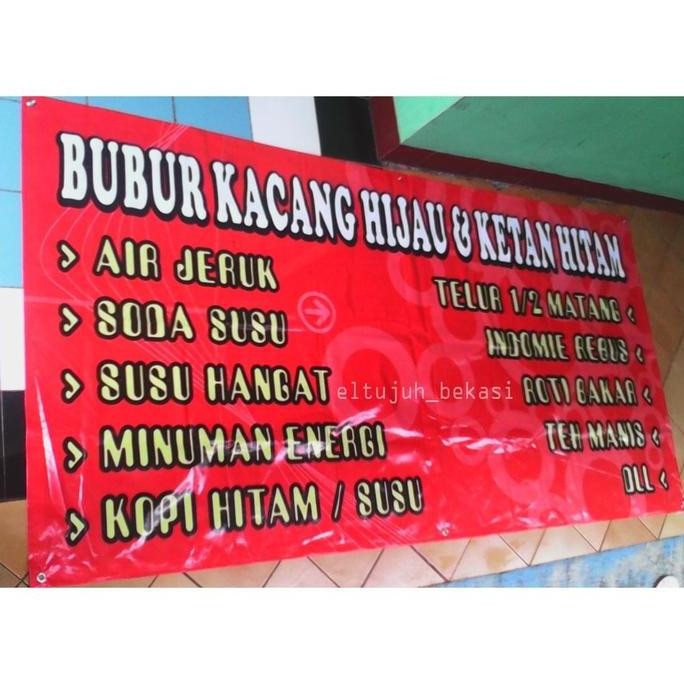 BUBUR KACANG HIJAU & KETAN HITAM
> AIR JERUK
> SODA SUSU
> SUSU HANGAT
> MINUMAN ENERGI
> KOPI HITAM / SUSU
TELUR 1/2 MATANG <
INDOMIE REBUS <
ROTI BAKAR <
TEH MANIS <
DLL <
eltujuh_bekasi